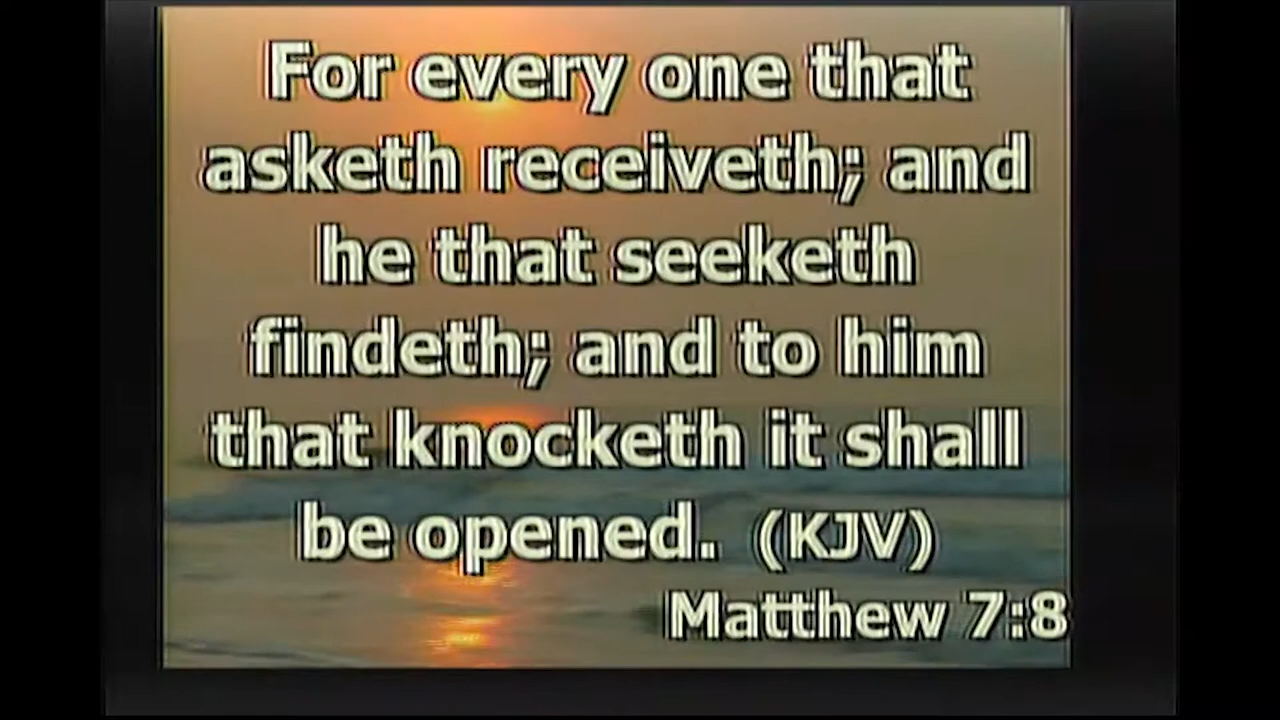 For every one that
asketh receiveth; and
he that seeketh
findeth; and to him
that knocketh it shall
be opened. (KJV)
Matthew 7:8